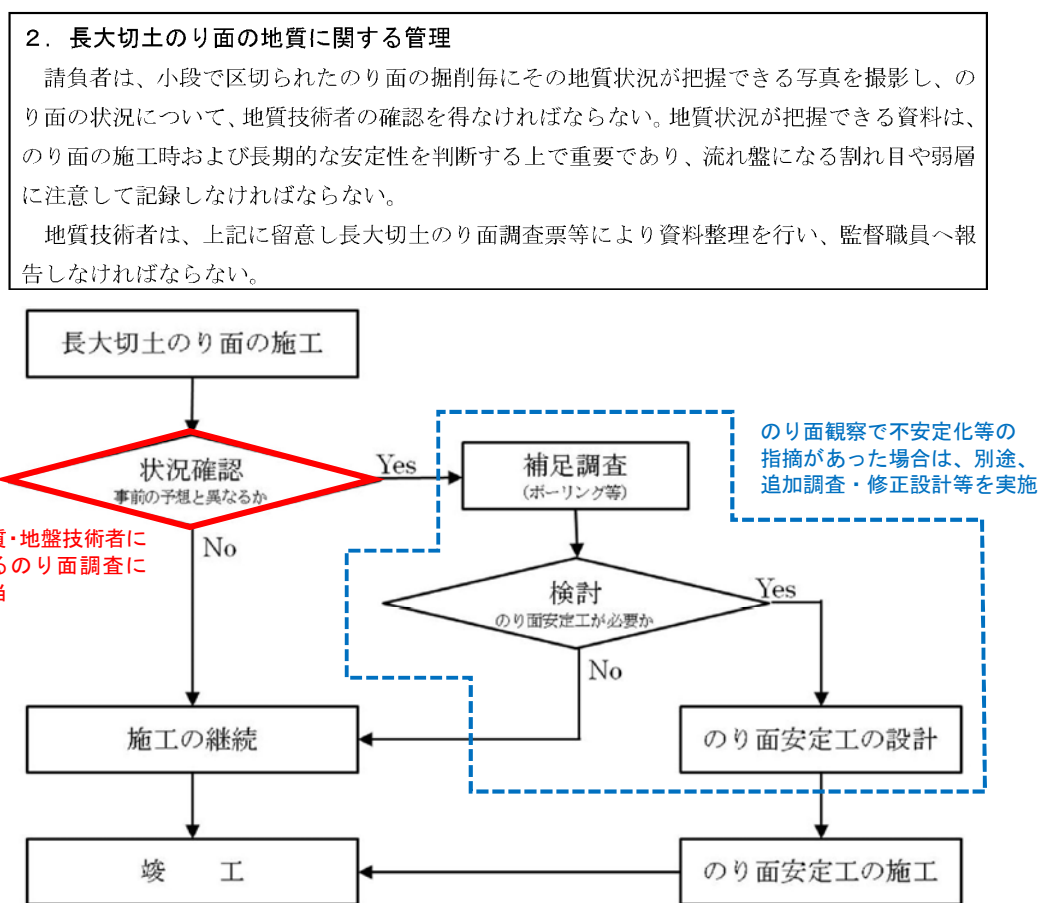 ２．長大切土のり面の地質に関する管理
請負者は、小段で区切られたのり面の掘削毎にその地質状況が把握できる写真を撮影し、の
り面の状況について、地質技術者の確認を得なければならない。地質状況が把握できる資料は、
のり面の施工時および長期的な安定性を判断する上で重要であり、流れ盤になる割れ目や弱層
に注意して記録しなければならない。
地質技術者は、上記に留意し長大切土のり面調査票等により資料整理を行い、監督職員へ報
告しなければならない。
長大切土のり面の施工
のり面観察で不安定化等の
指摘があった場合は、別途、
追加調査・修正設計等を実施
状況確認
事前の予想と異なるか
Yes
補足調査
（ボーリング等）
・地盤技術者に
のり面調査に
No
検討
のり面安定工が必要か
Yes
No
施工の継続
のり面安定工の設計
竣　工
のり面安定工の施工